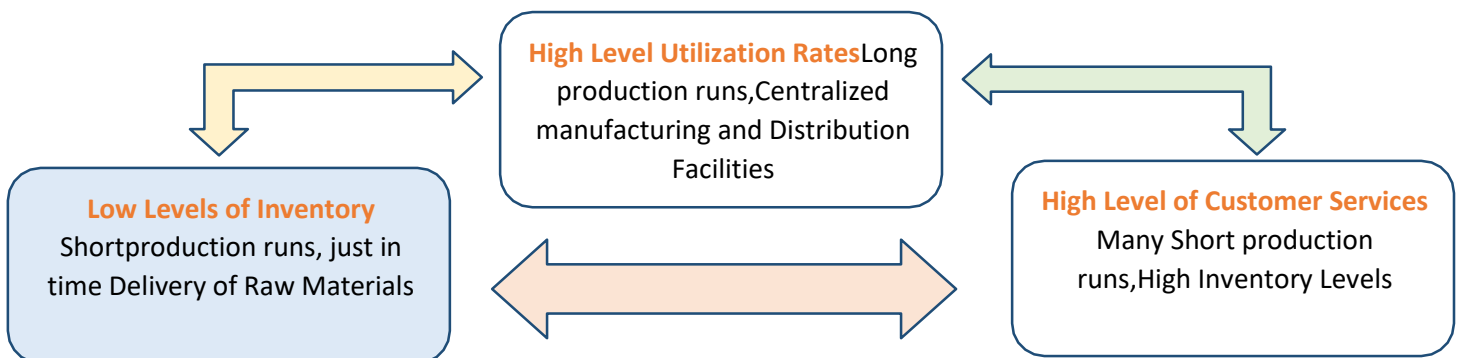 High Level Utilization RatesLong
production runs,Centralized
manufacturing and Distribution
Facilities
Low Levels of Inventory
Shortproduction runs, just in
time Delivery of Raw Materials
High Level of Customer Services
Many Short production
runs,High Inventory Levels